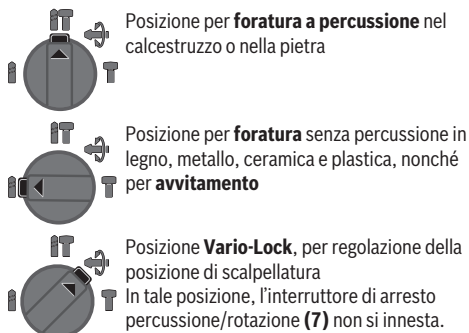 Posizione per foratura a percussione nel
calcestruzzo o nella pietra
Posizione per foratura senza percussione in
legno, metallo, ceramica e plastica, nonché
per avvitamento
Posizione Vario-Lock, per regolazione della
posizione di scalpellatura
In tale posizione, l'interruttore di arresto
percussione/rotazione (7) non si innesta.